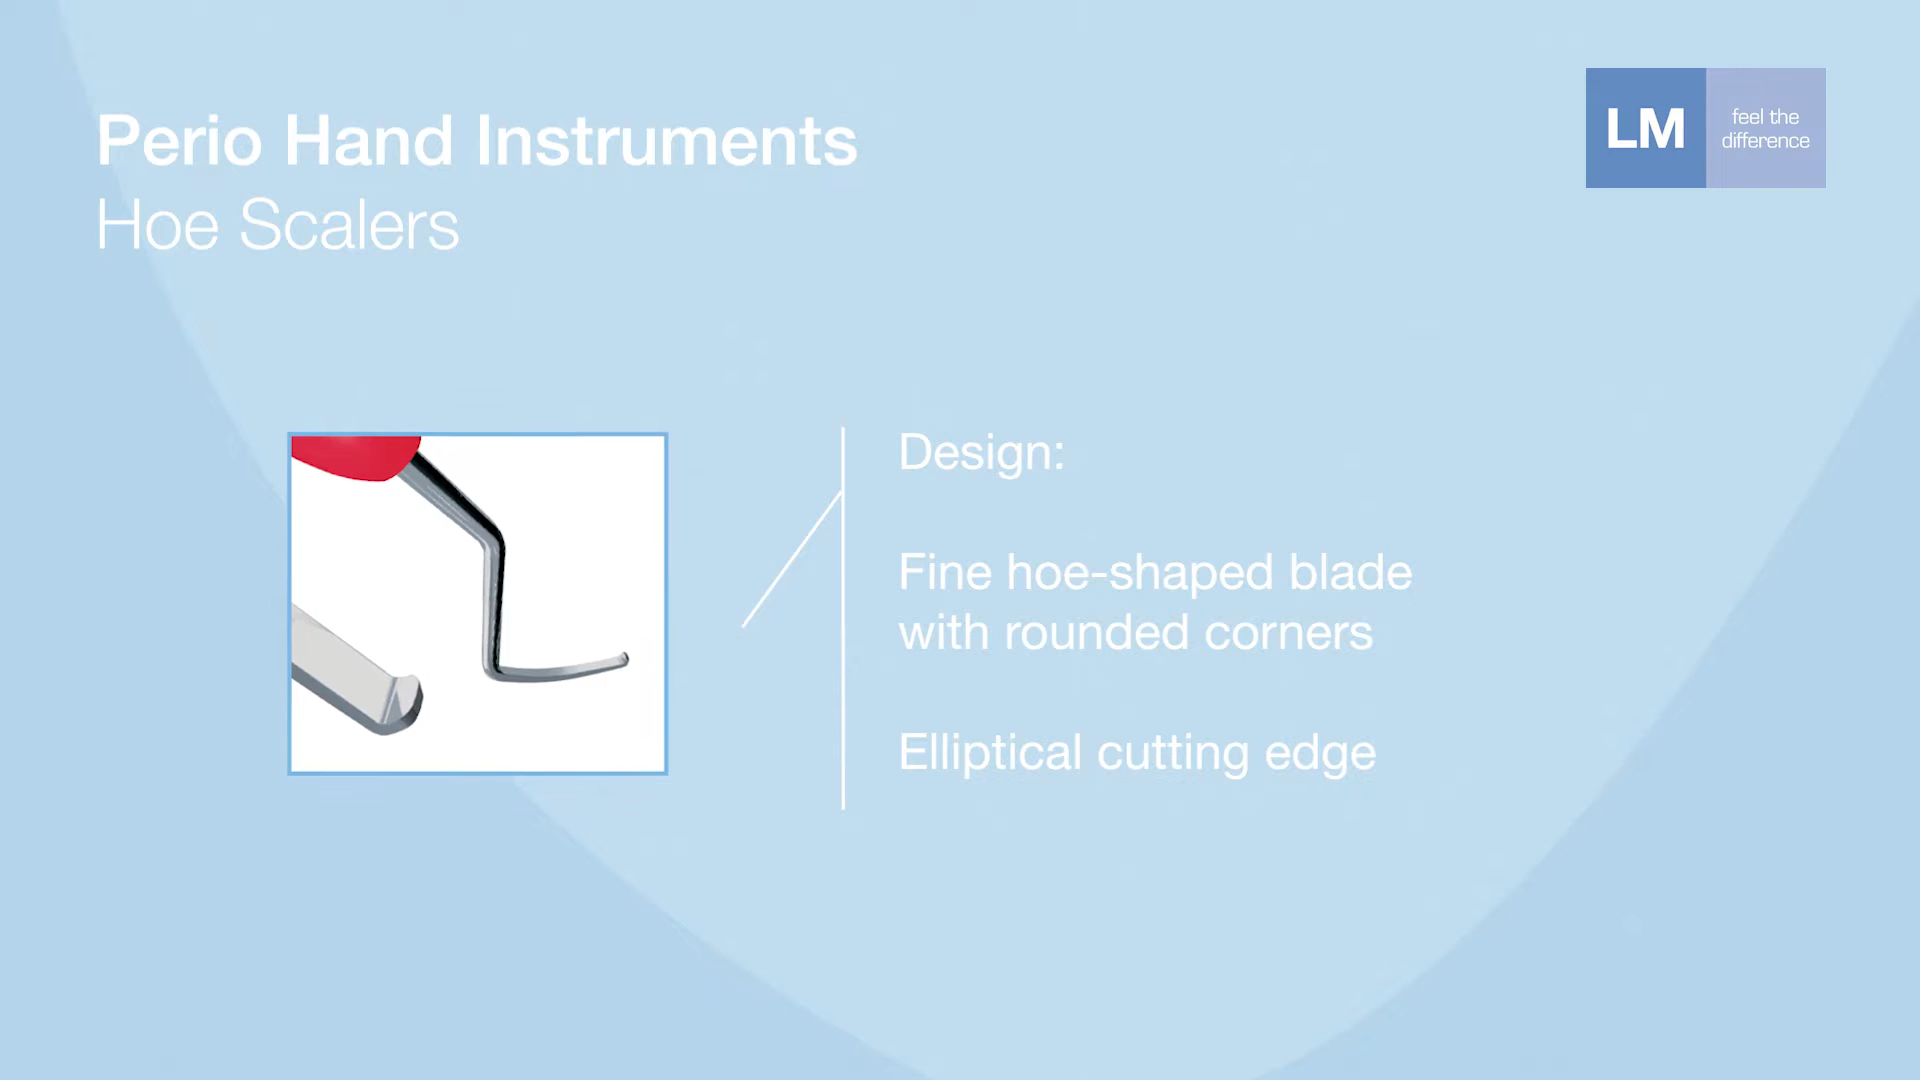 Perio Hand Instruments
Hoe Scalers
LM
feel the
difference
Design:
Fine hoe-shaped blade
with rounded corners
Elliptical cutting edge